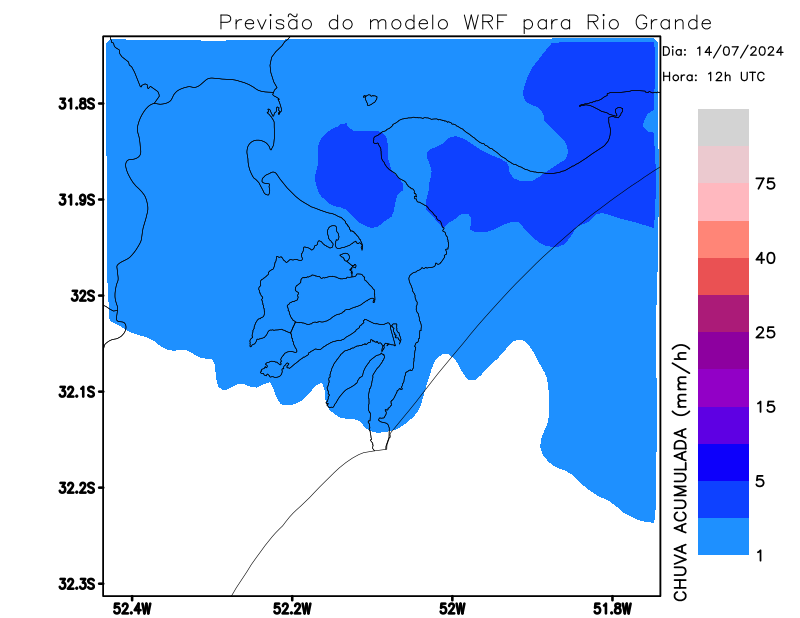 Previsão do modelo WRF para Rio Grande
Dia: 14/07/2024
Hora: 12h UTC
31.8S
31.9S
32S
32.1S
32.2S
32.3S
52.4W
52.2W
52W
51.8W
75
40
25
15
5
1
CHUVA ACUMULADA (mm/h)